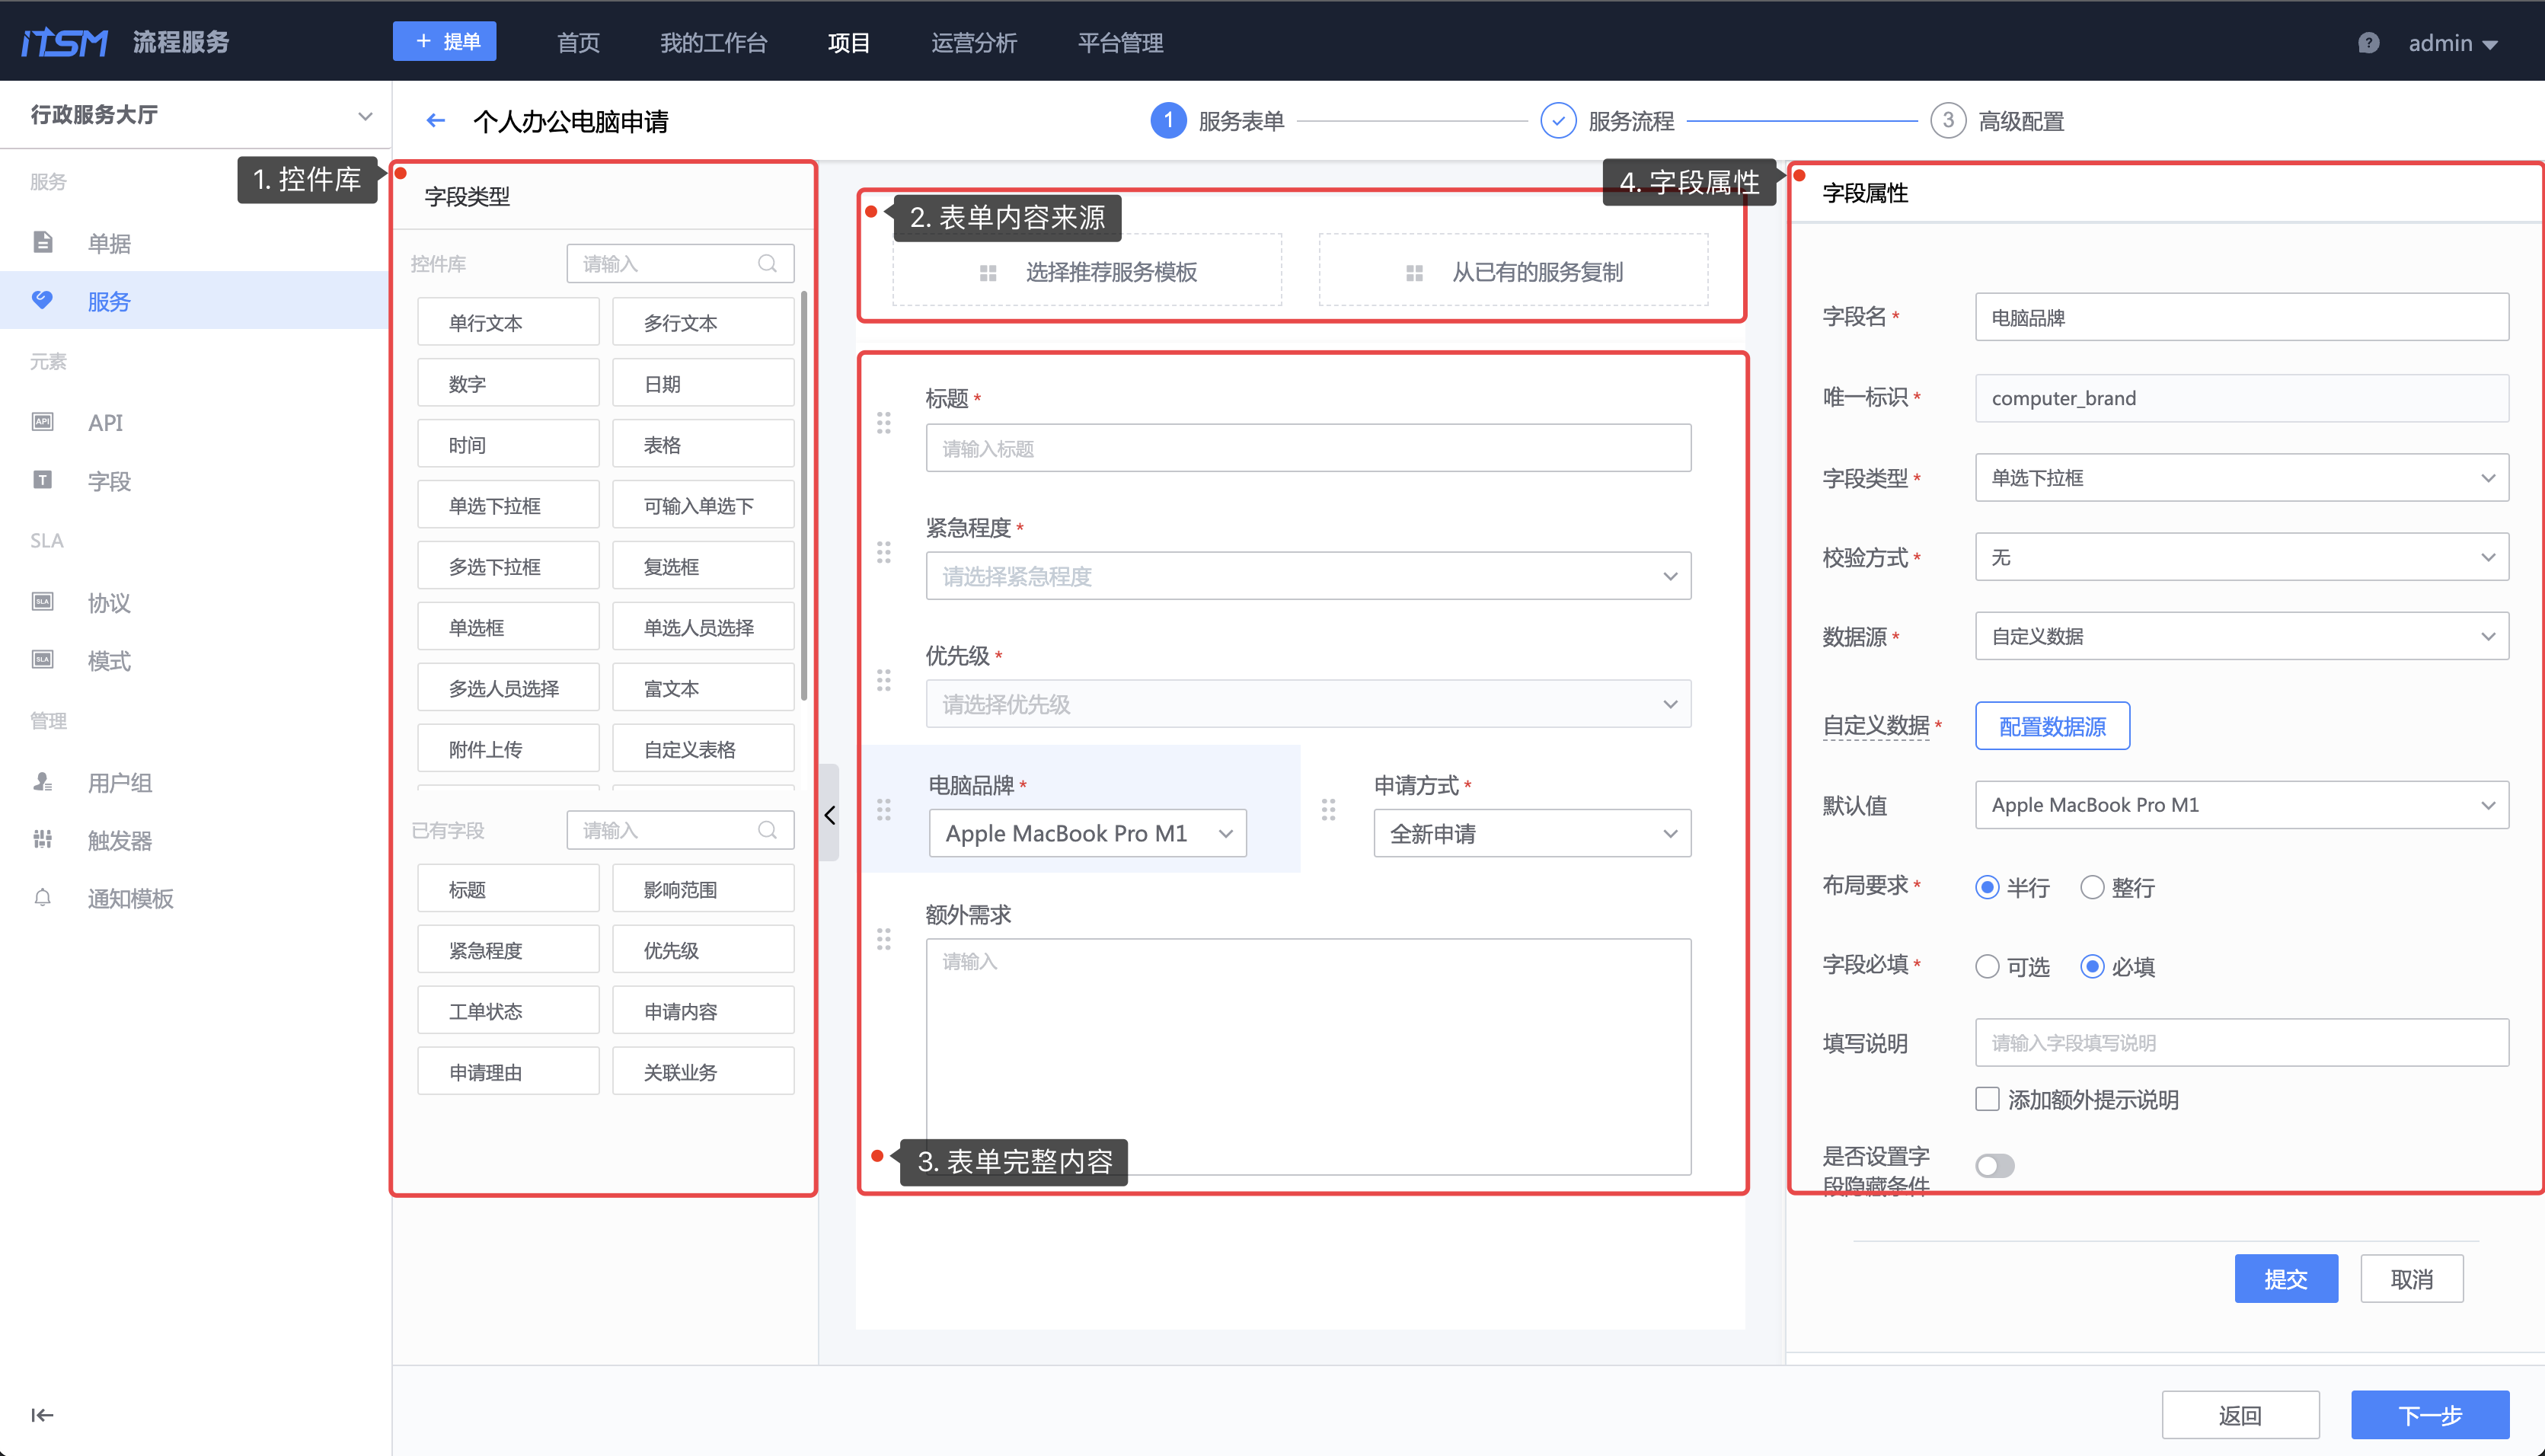 iTSM 流程服务
+ 提单
首页
我的工作台
项目
运营分析
平台管理
?
admin
行政服务大厅
个人办公电脑申请
1 服务表单
服务流程
3 高级配置
服务
单据
服务
元素
API
API
T
字段
SLA
SLA
协议
SLA
模式
管理
用户组
触发器
通知模板
1. 控件库
字段类型
控件库
请输入
单行文本
多行文本
数字
日期
时间
表格
单选下拉框
可输入单选下
多选下拉框
复选框
单选框
单选人员选择
多选人员选择
富文本
附件上传
自定义表格
已有字段
请输入
标题
影响范围
紧急程度
优先级
工单状态
申请内容
申请理由
关联业务
2. 表单内容来源
选择推荐服务模板
从已有的服务复制
标题 *
请输入标题
紧急程度 *
请选择紧急程度
优先级 *
请选择优先级
电脑品牌 *
Apple MacBook Pro M1
申请方式 *
全新申请
额外需求
请输入
3. 表单完整内容
4. 字段属性
字段属性
字段名 *
电脑品牌
唯一标识 *
computer_brand
字段类型 *
单选下拉框
校验方式 *
无
数据源 *
自定义数据
自定义数据 *
配置数据源
默认值
Apple MacBook Pro M1
布局要求 *
半行
整行
字段必填 *
可选
必填
填写说明
请输入字段填写说明
添加额外提示说明
是否设置字
段隐藏条件
提交
取消
返回
下一步